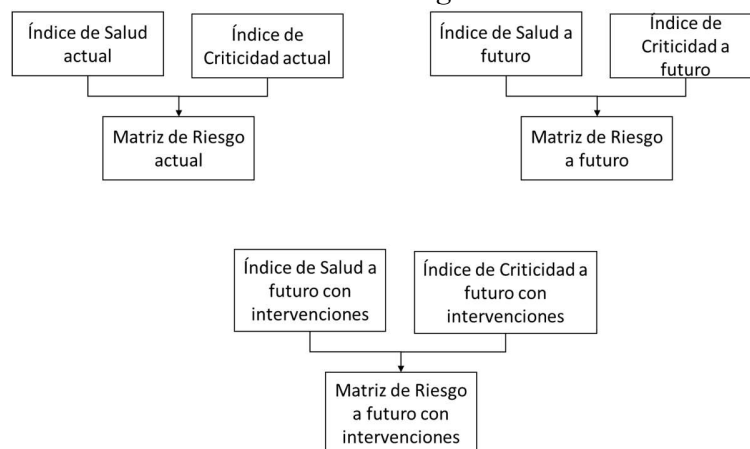 Índice de Salud
actual
Índice de
Criticidad actual
Matriz de Riesgo
actual
Índice de Salud a
futuro
Índice de
Criticidad a
futuro
Matriz de Riesgo
a futuro
Índice de Salud a
futuro con
intervenciones
Índice de Criticidad a
futuro con
intervenciones
Matriz de Riesgo
a futuro con
intervenciones